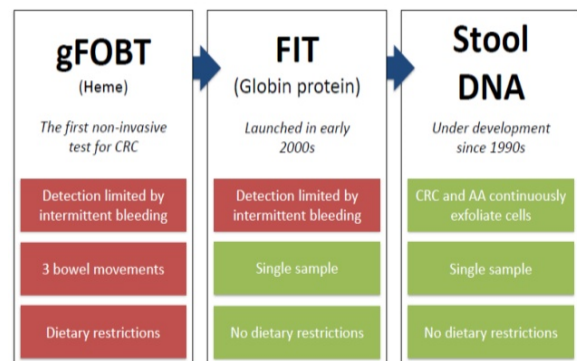 gFOBT
(Heme)
The first non-invasive
test for CRC
Detection limited by
intermittent bleeding
3 bowel movements
Dietary restrictions
FIT
(Globin protein)
Launched in early
2000s
Detection limited by
intermittent bleeding
Single sample
No dietary restrictions
Stool
DNA
Under development
since 1990s
CRC and AA continuously
exfoliate cells
Single sample
No dietary restrictions